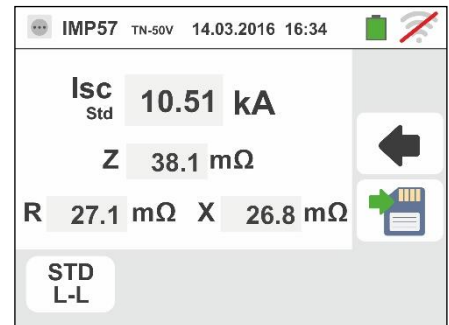 IMP57 TN-50V 14.03.2016 16:34
Isc Std 10.51 kA
Z 38.1 mΩ
R 27.1 mΩ X 26.8 mΩ
STD
L-L